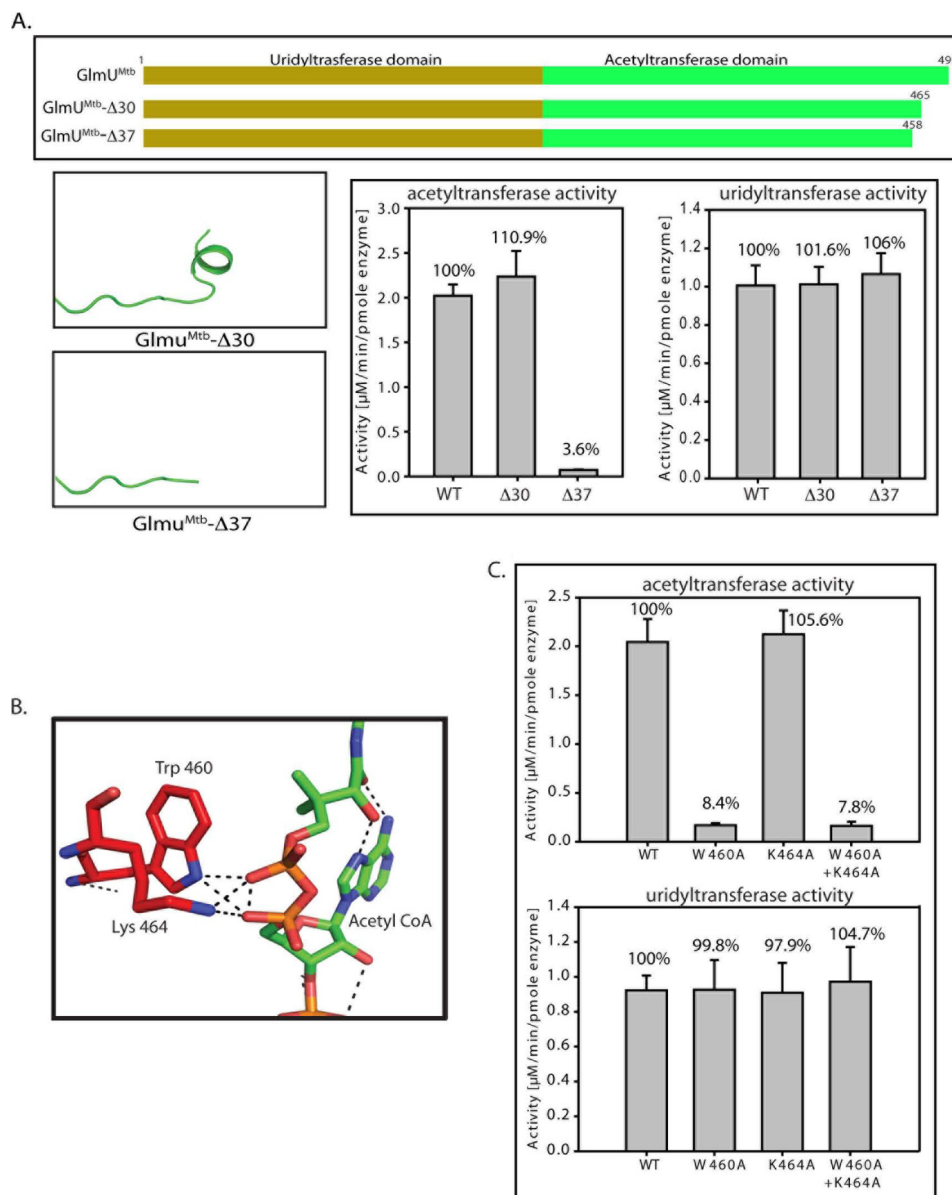 A.
1 Uridyltrasferase domain Acetyltransferase domain 49
GlmU^Mtb
GlmU^Mtb-Δ30 465
GlmU^Mtb-Δ37 458
Glmu^Mtb-Δ30
Glmu^Mtb-Δ37
acetyltransferase activity
Activity [µM/min/pmole enzyme]
3.0
2.5
2.0
1.5
1.0
0.5
0.0
100% 110.9% 3.6%
WT Δ30 Δ37
uridyltransferase activity
Activity [µM/min/pmole enzyme]
1.4
1.2
1.0
0.8
0.6
0.4
0.2
0.0
100% 101.6% 106%
WT Δ30 Δ37
B.
Trp 460
Lys 464
Acetyl CoA
C.
acetyltransferase activity
Activity [µM/min/pmole enzyme]
2.5
2.0
1.5
1.0
0.5
0.0
100% 8.4% 105.6% 7.8%
WT W460A K464A W460A
+K464A
uridyltransferase activity
Activity [µM/min/pmole enzyme]
1.4
1.2
1.0
0.8
0.6
0.4
0.2
0.0
100% 99.8% 97.9% 104.7%
WT W460A K464A W460A
+K464A